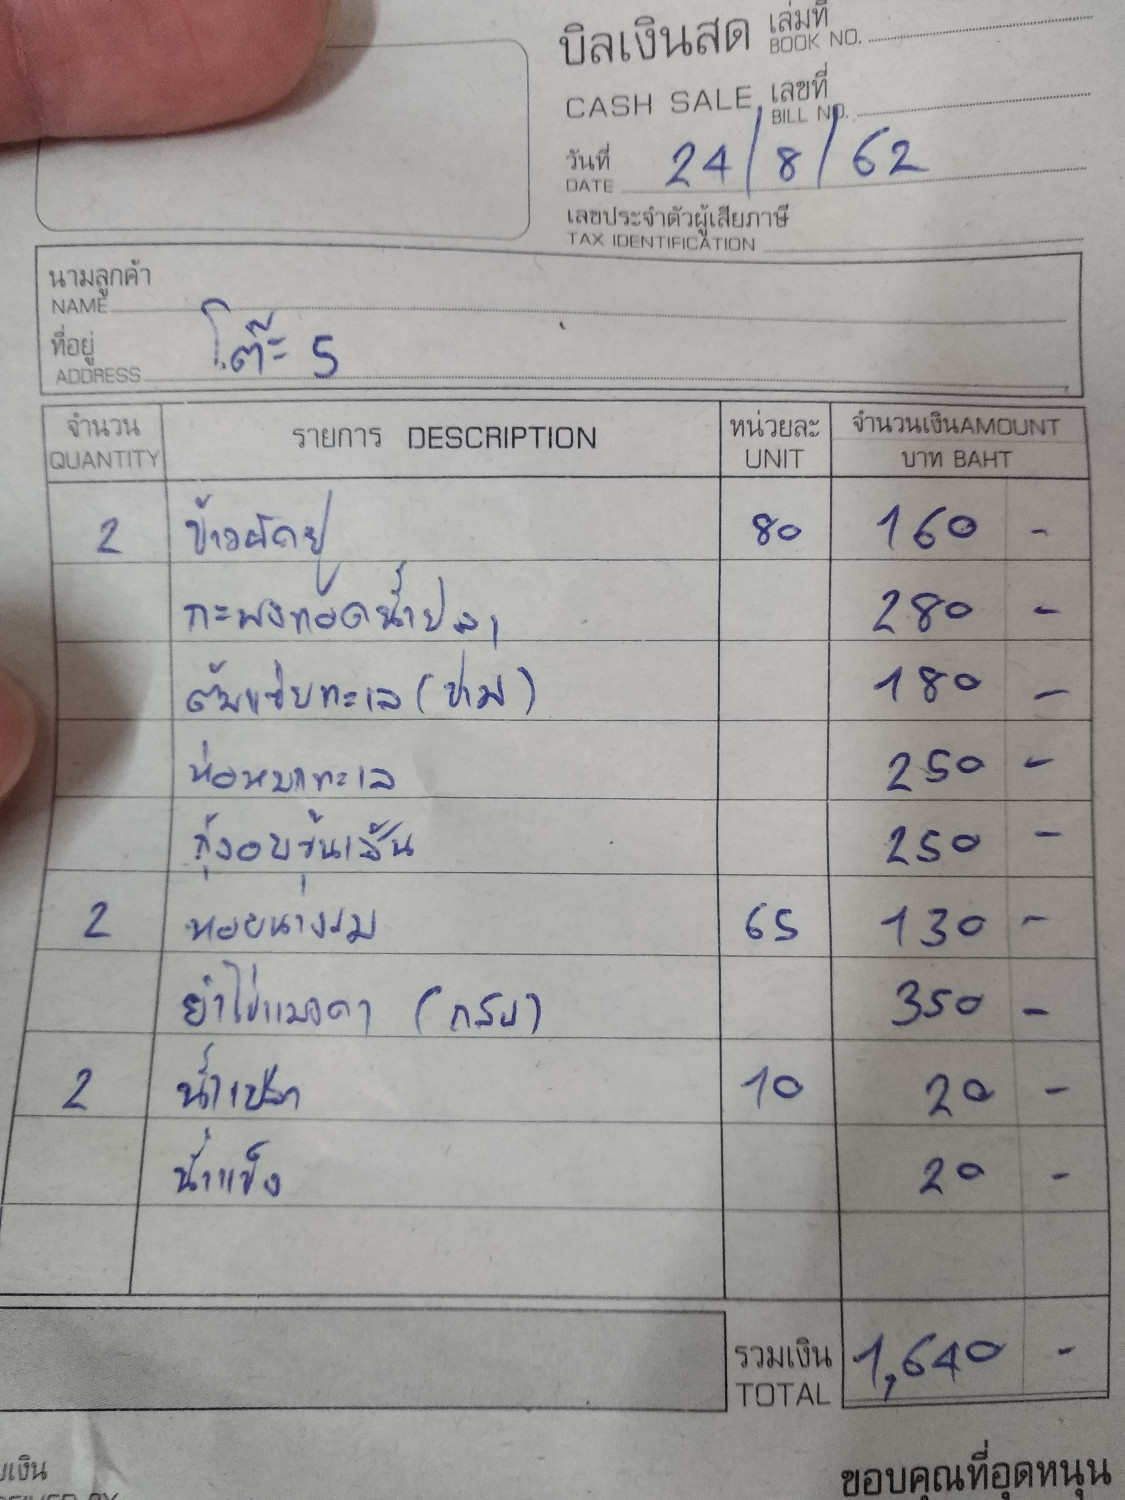 บิลเงินสด เล่มที่
BOOK NO.
CASH SALE เลขที่
BILL NO.
วันที่ 24/8/62
DATE
เลขประจำตัวผู้เสียภาษี
TAX IDENTIFICATION
นามลูกค้า
NAME
ที่อยู่ โต๊ะ 5
ADDRESS
จำนวน รายการ DESCRIPTION หน่วยละ จำนวนเงิน AMOUNT
QUANTITY UNIT บาท BAHT
2 ข้าวผัดปู 80 160 -
กะพงทอดน้ำปลา 280 -
ต้มแซ่บทะเล (ชาม) 180 -
ห่อหมกทะเล 250 -
กุ้งอบวุ้นเส้น 250 -
2 หอยนางรม 65 130 -
ยำไข่แมงดา (กรอบ) 350 -
2 น้ำเปล่า 10 20 -
น้ำแข็ง 20 -
รวมเงิน 1,640 -
TOTAL
ขอบคุณที่อุดหนุน